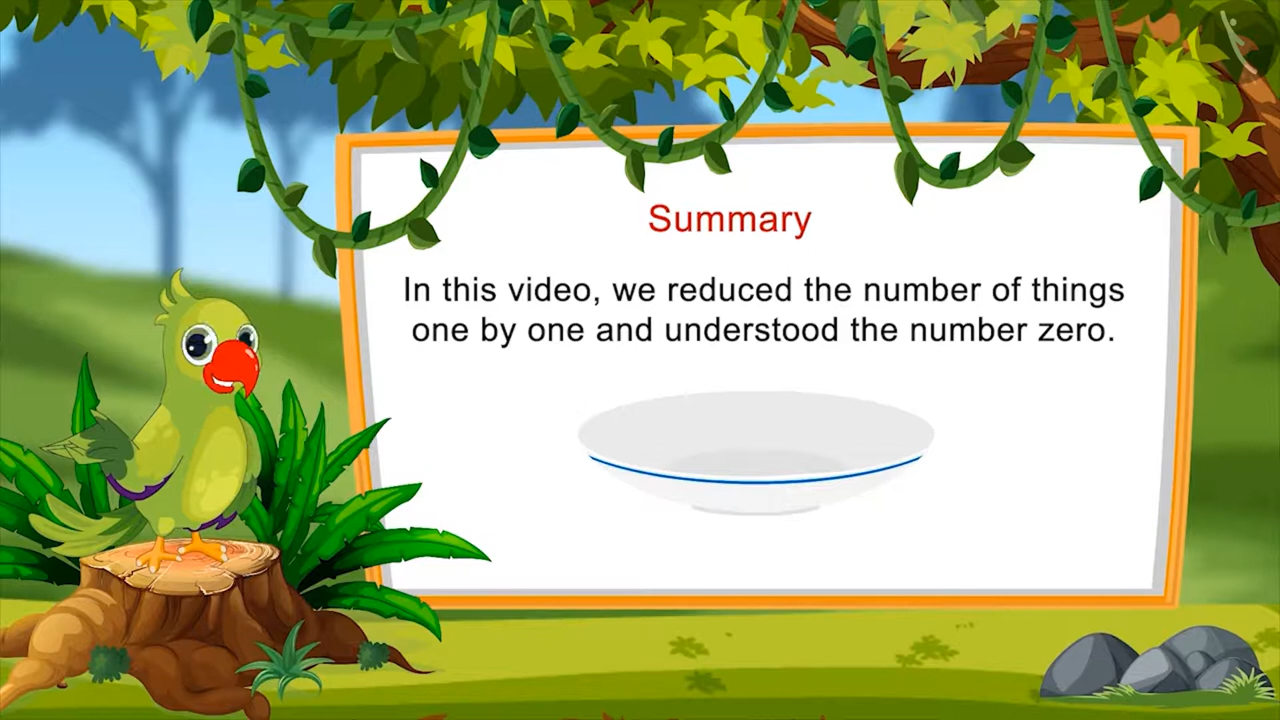 Summary
In this video, we reduced the number of things
one by one and understood the number zero.